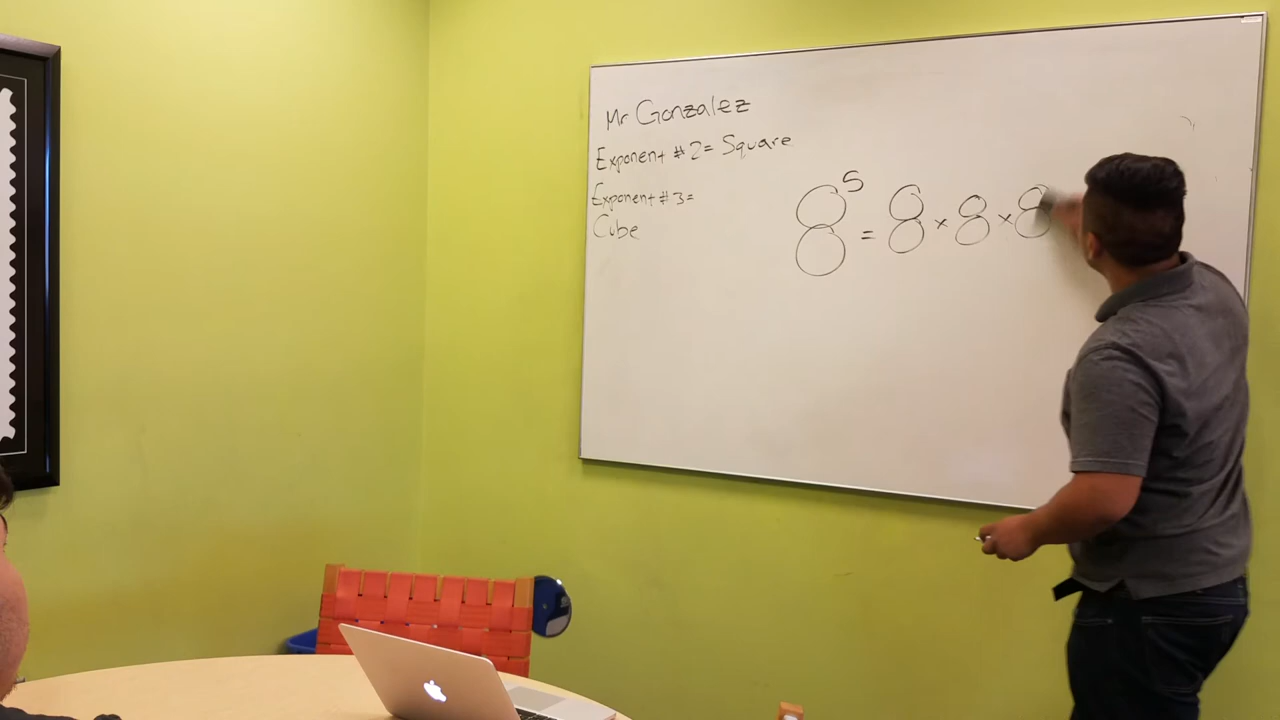 Mr Gonzalez
Exponent #2= Square
Exponent #3=
Cube
8⁵ = 8 × 8 × 8